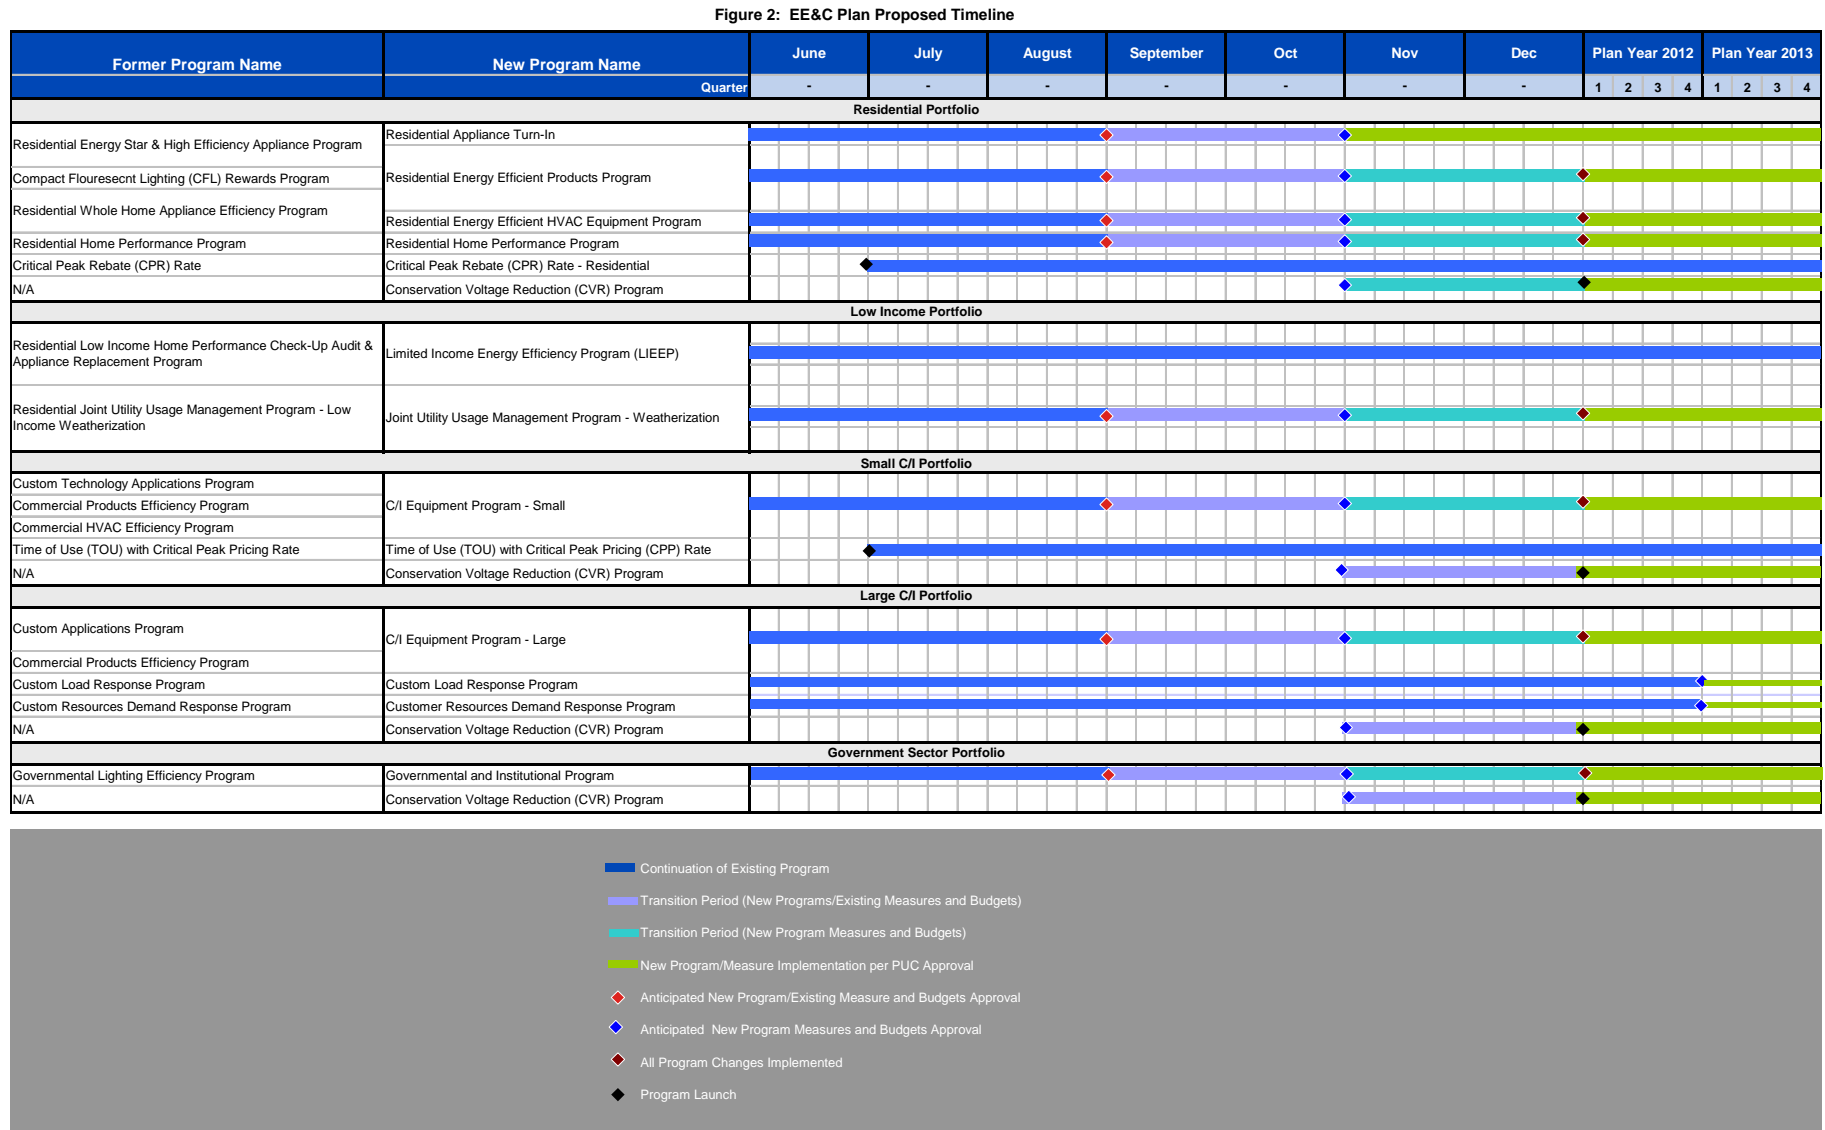 Figure 2:  EE&C Plan Proposed Timeline
Former Program Name New Program Name June July August September Oct Nov Dec Plan Year 2012 Plan Year 2013
Quarter - - - - - - - 1 2 3 4 1 2 3 4
Residential Portfolio
Residential Energy Star & High Efficiency Appliance Program
Residential Appliance Turn-In
Compact Flouresecnt Lighting (CFL) Rewards Program
Residential Energy Efficient Products Program
Residential Whole Home Appliance Efficiency Program
Residential Energy Efficient HVAC Equipment Program
Residential Home Performance Program
Residential Home Performance Program
Critical Peak Rebate (CPR) Rate
Critical Peak Rebate (CPR) Rate - Residential
N/A
Conservation Voltage Reduction (CVR) Program
Low Income Portfolio
Residential Low Income Home Performance Check-Up Audit &
Appliance Replacement Program
Limited Income Energy Efficiency Program (LIEEP)
Residential Joint Utility Usage Management Program - Low
Income Weatherization
Joint Utility Usage Management Program - Weatherization
Small C/I Portfolio
Custom Technology Applications Program
Commercial Products Efficiency Program
C/I Equipment Program - Small
Commercial HVAC Efficiency Program
Time of Use (TOU) with Critical Peak Pricing Rate
Time of Use (TOU) with Critical Peak Pricing (CPP) Rate
N/A
Conservation Voltage Reduction (CVR) Program
Large C/I Portfolio
Custom Applications Program
C/I Equipment Program - Large
Commercial Products Efficiency Program
Custom Load Response Program
Custom Load Response Program
Custom Resources Demand Response Program
Customer Resources Demand Response Program
N/A
Conservation Voltage Reduction (CVR) Program
Government Sector Portfolio
Governmental Lighting Efficiency Program
Governmental and Institutional Program
N/A
Conservation Voltage Reduction (CVR) Program
Continuation of Existing Program
Transition Period (New Programs/Existing Measures and Budgets)
Transition Period (New Program Measures and Budgets)
New Program/Measure Implementation per PUC Approval
Anticipated New Program/Existing Measure and Budgets Approval
Anticipated  New Program Measures and Budgets Approval
All Program Changes Implemented
Program Launch